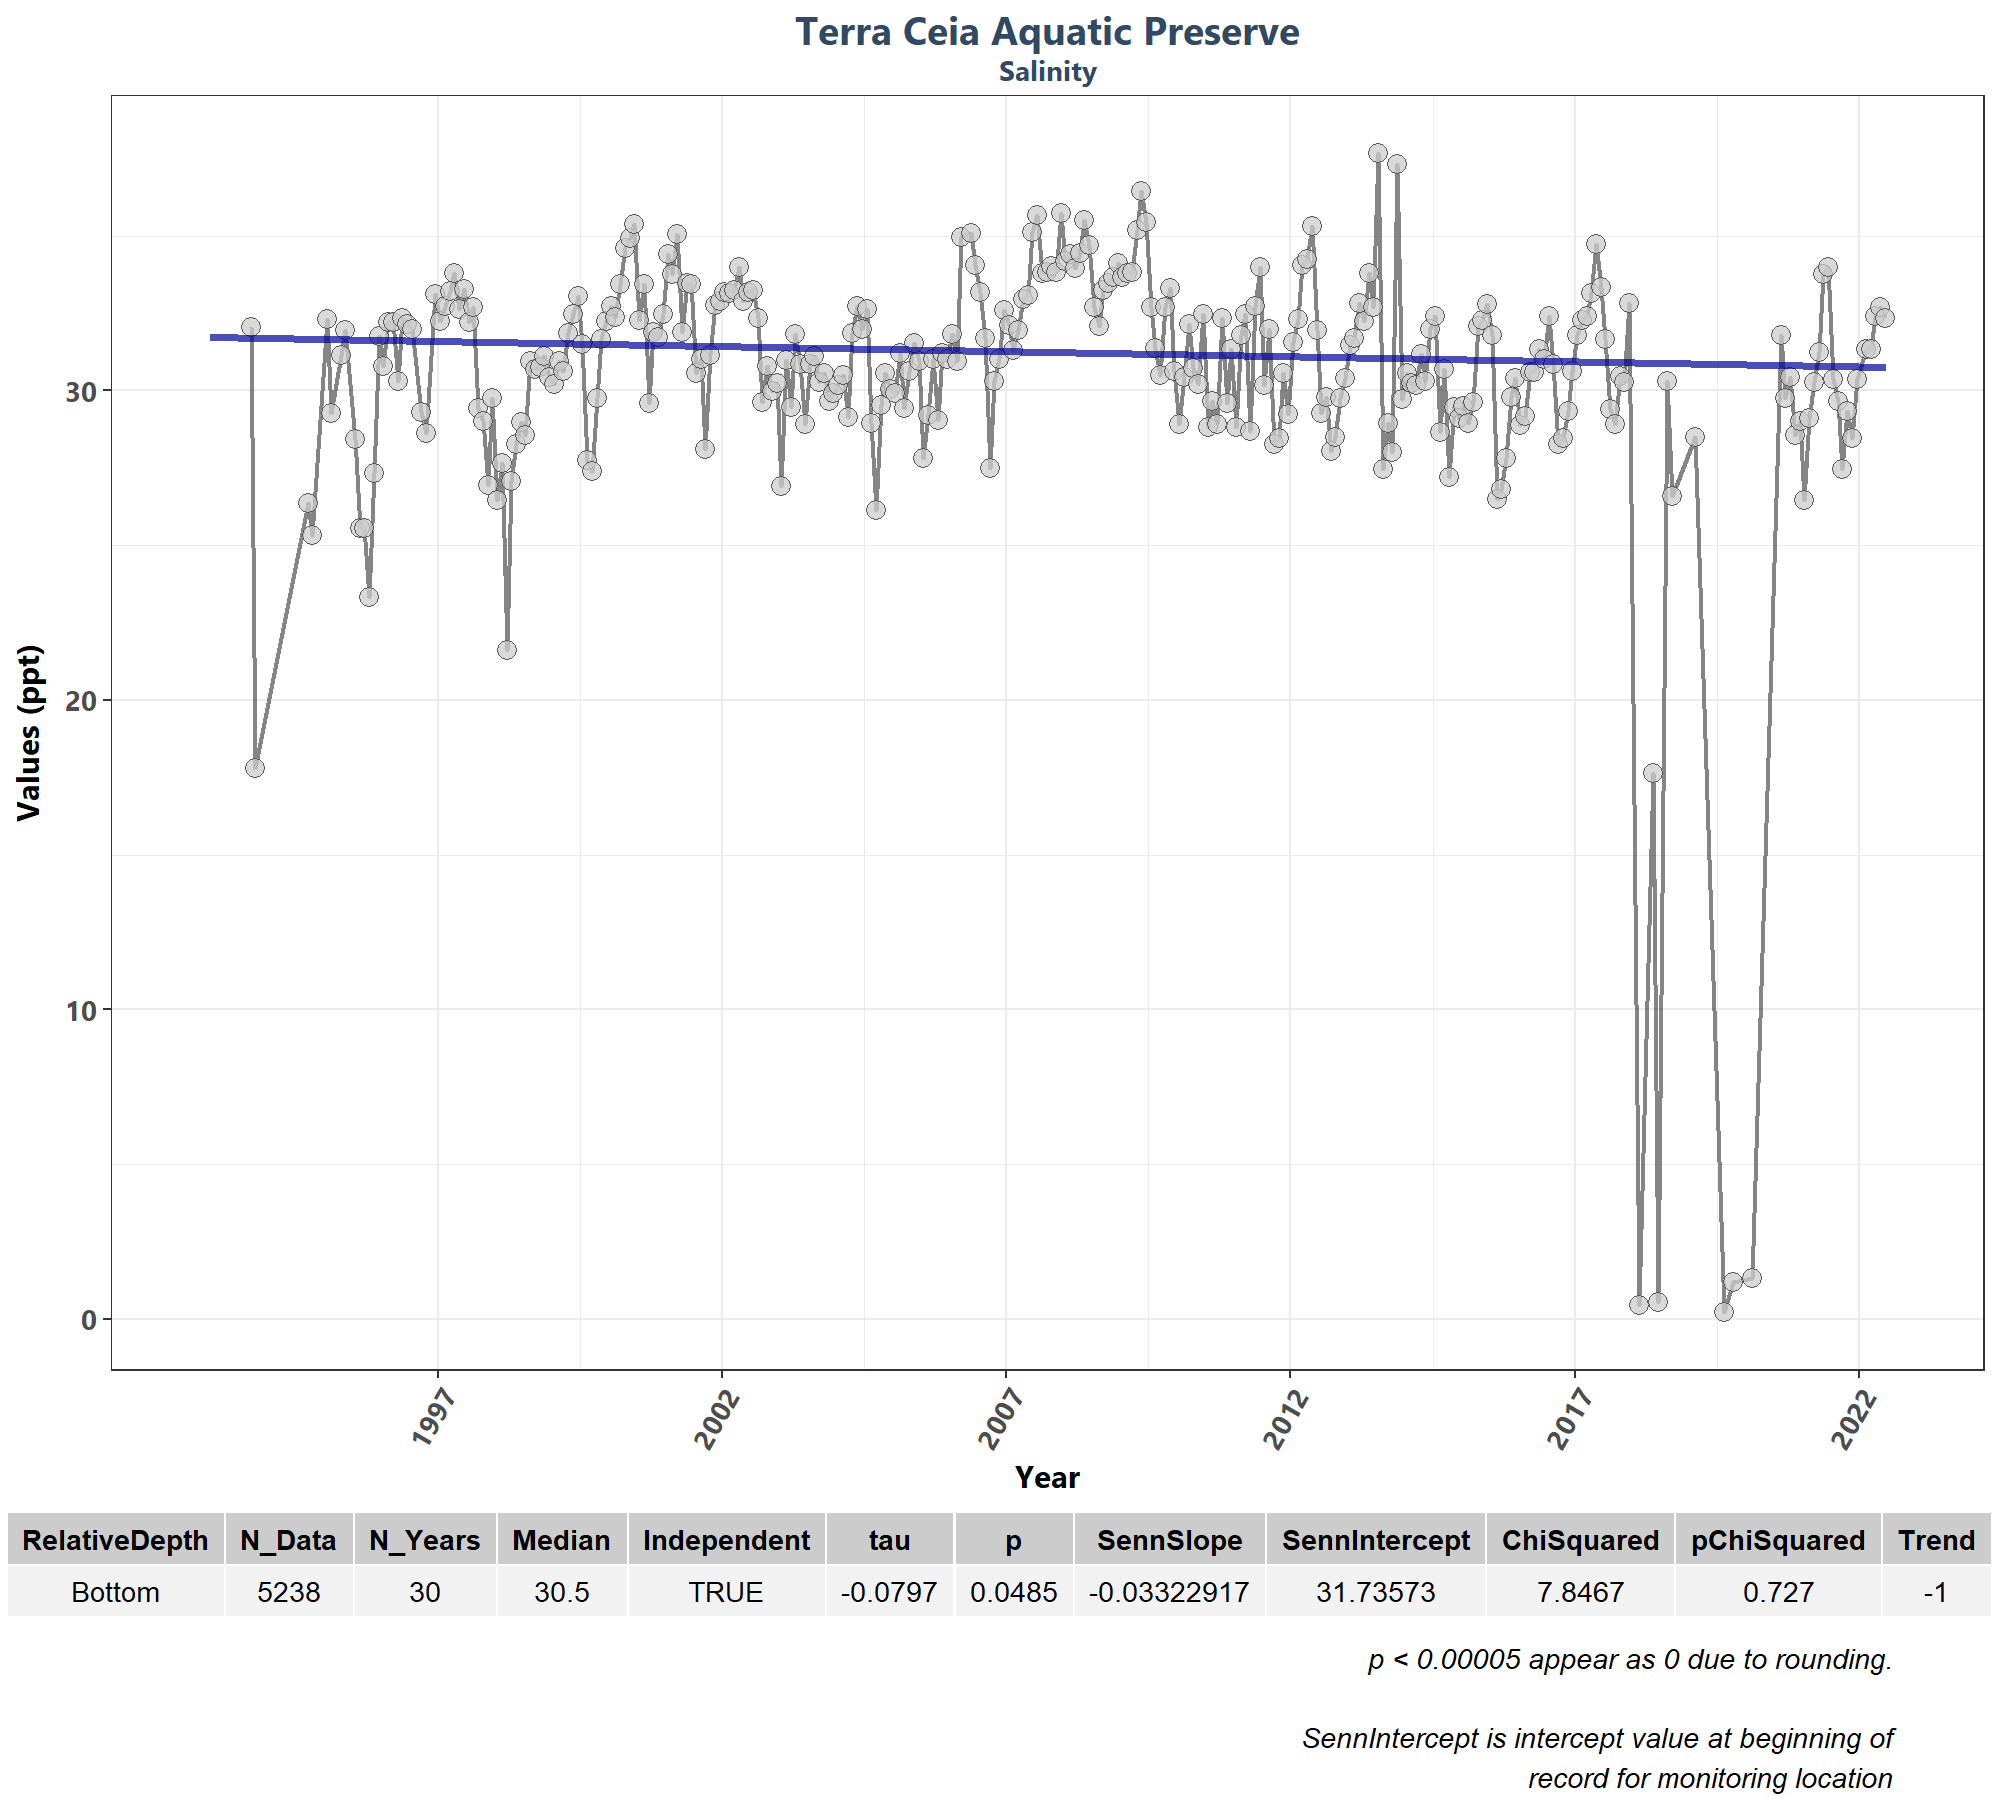 Terra Ceia Aquatic Preserve
Salinity
Values (ppt)
30
20
10
0
1997
2002
2007
2012
2017
2022
Year
RelativeDepth N_Data N_Years Median Independent tau p SennSlope SennIntercept ChiSquared pChiSquared Trend
Bottom 5238 30 30.5 TRUE -0.0797 0.0485 -0.03322917 31.73573 7.8467 0.727 -1
p < 0.00005 appear as 0 due to rounding.
SennIntercept is intercept value at beginning of
record for monitoring location